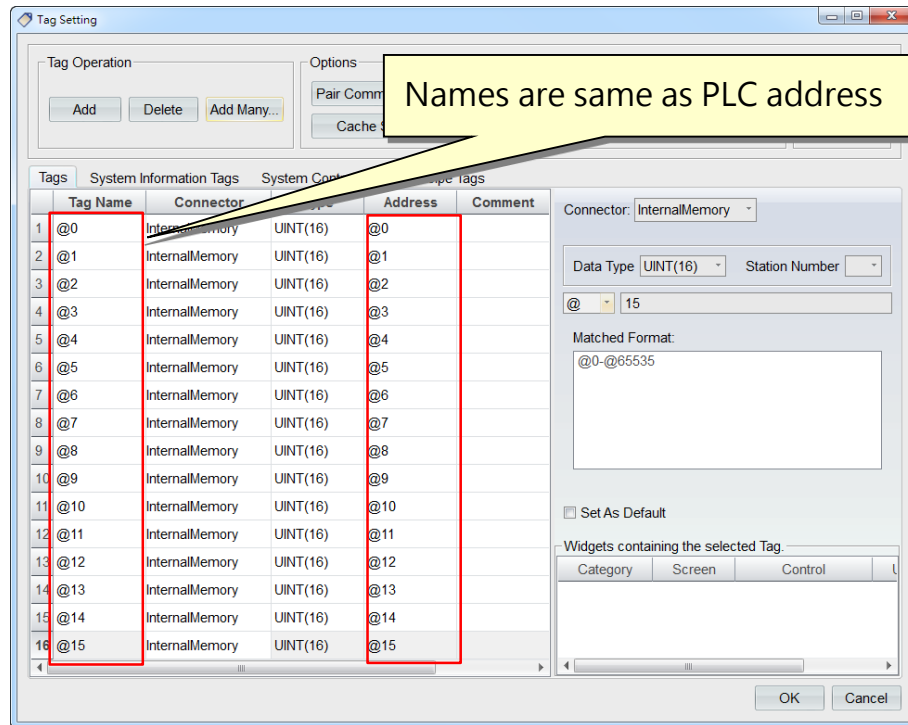 Tag Setting
Tag Operation
Options
Add
Delete
Add Many...
Pair Comm
Cache
Names are same as PLC address
Tags
System Information Tags
System Cont
Tags
Tag Name
Connector
Address
Comment
1 @0 InternalMemory UINT(16) @0
2 @1 InternalMemory UINT(16) @1
3 @2 InternalMemory UINT(16) @2
4 @3 InternalMemory UINT(16) @3
5 @4 InternalMemory UINT(16) @4
6 @5 InternalMemory UINT(16) @5
7 @6 InternalMemory UINT(16) @6
8 @7 InternalMemory UINT(16) @7
9 @8 InternalMemory UINT(16) @8
10 @9 InternalMemory UINT(16) @9
11 @10 InternalMemory UINT(16) @10
12 @11 InternalMemory UINT(16) @11
13 @12 InternalMemory UINT(16) @12
14 @13 InternalMemory UINT(16) @13
15 @14 InternalMemory UINT(16) @14
16 @15 InternalMemory UINT(16) @15
Connector: InternalMemory
Data Type UINT(16) Station Number
@ 15
Matched Format:
@0-@65535
Set As Default
Widgets containing the selected Tag.
Category Screen Control
OK
Cancel